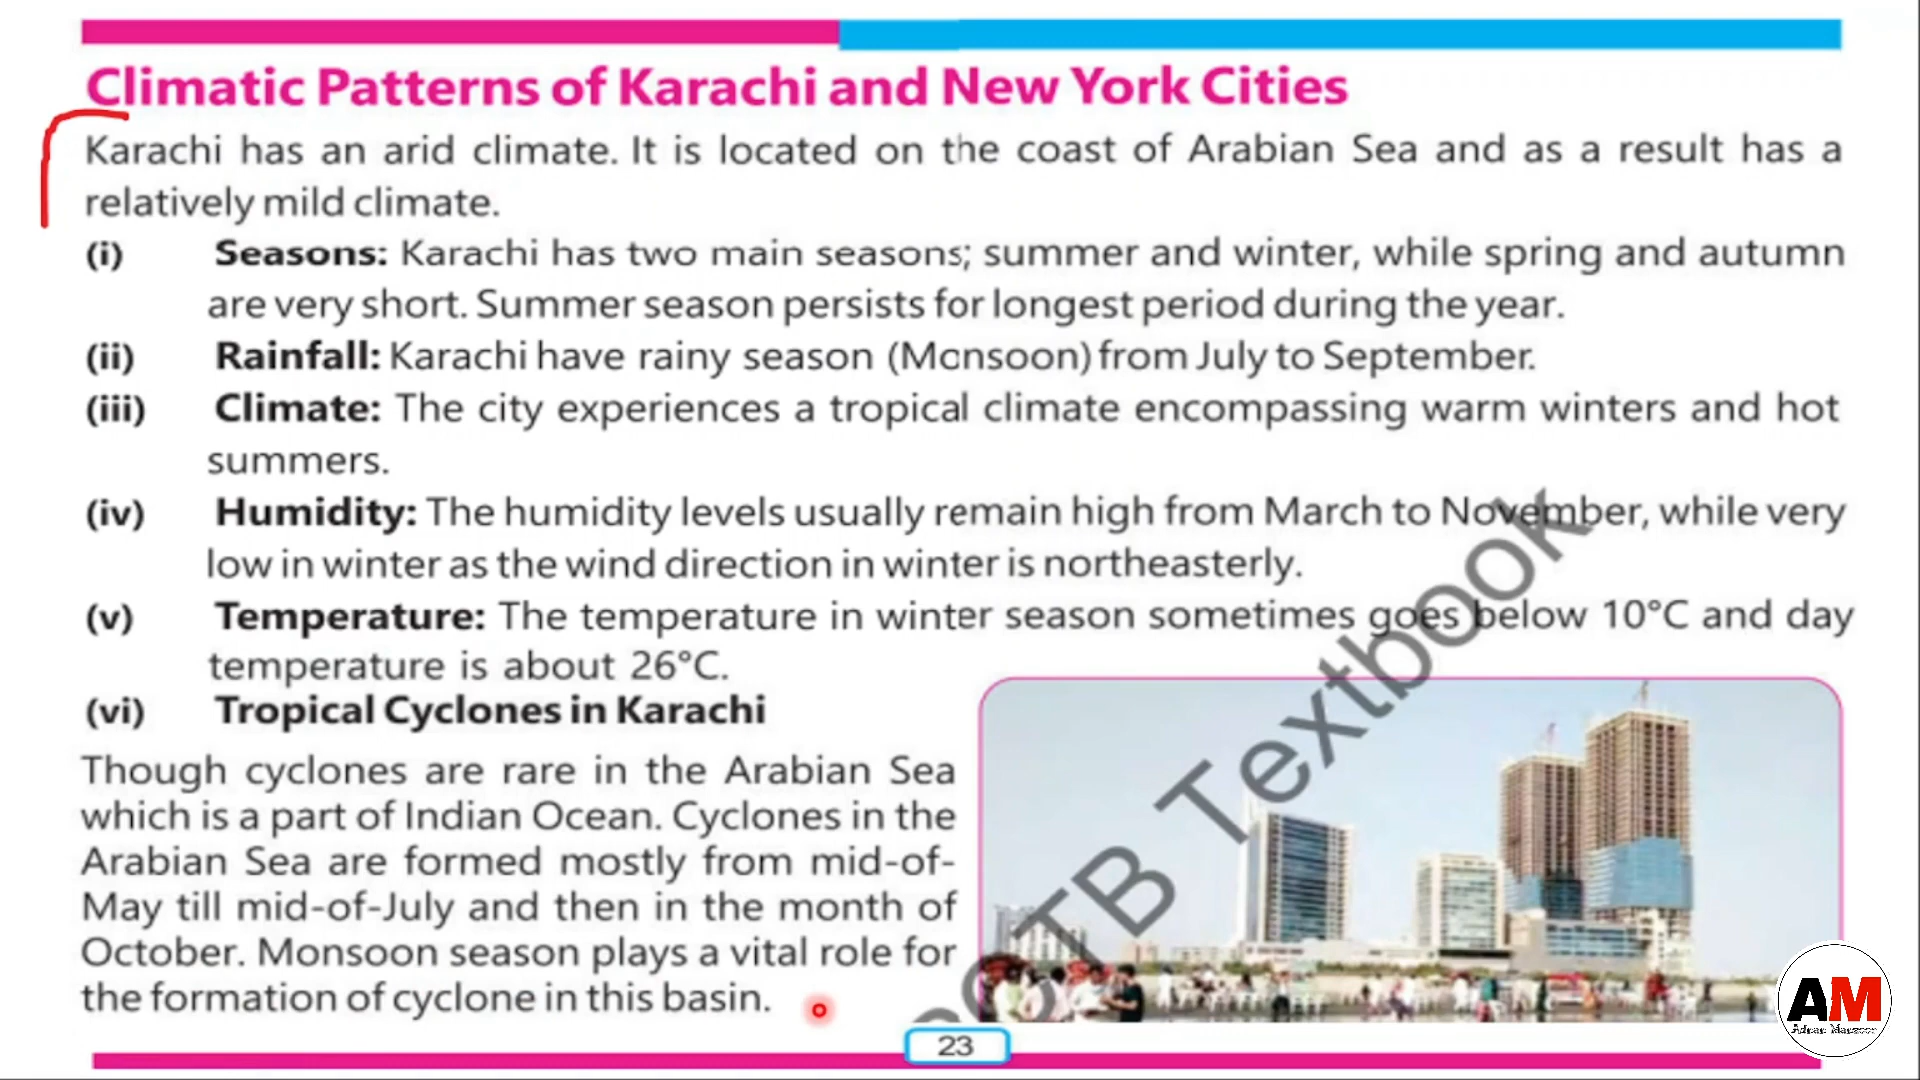 Climatic Patterns of Karachi and New York Cities
Karachi has an arid climate. It is located on the coast of Arabian Sea and as a result has a
relatively mild climate.
(i) Seasons: Karachi has two main seasons; summer and winter, while spring and autumn
are very short. Summer season persists for longest period during the year.
(ii) Rainfall: Karachi have rainy season (Monsoon) from July to September.
(iii) Climate: The city experiences a tropical climate encompassing warm winters and hot
summers.
(iv) Humidity: The humidity levels usually remain high from March to November, while very
low in winter as the wind direction in winter is northeasterly.
(v) Temperature: The temperature in winter season sometimes goes below 10°C and day
temperature is about 26°C.
(vi) Tropical Cyclones in Karachi
Though cyclones are rare in the Arabian Sea
which is a part of Indian Ocean. Cyclones in the
Arabian Sea are formed mostly from mid-of-
May till mid-of-July and then in the month of
October. Monsoon season plays a vital role for
the formation of cyclone in this basin.
TB Textbook
23
AM